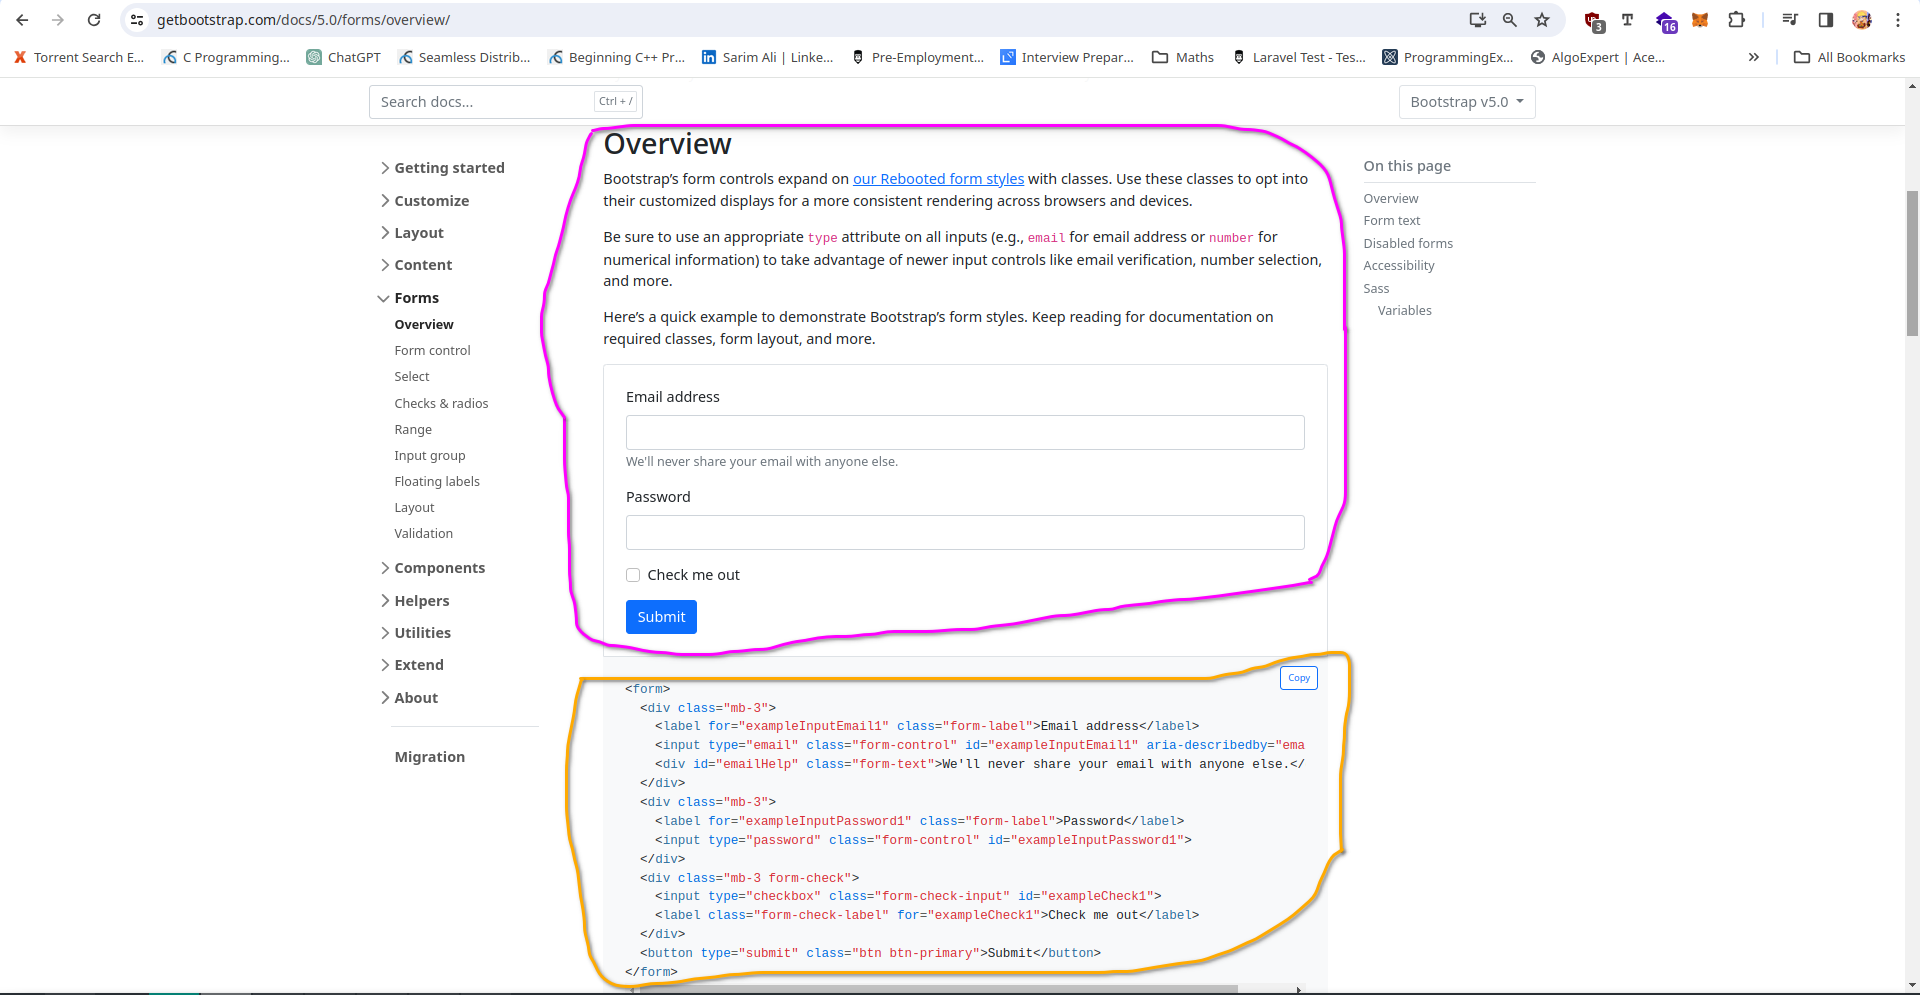 getbootstrap.com/docs/5.0/forms/overview/
3
16
Torrent Search E...
C Programming...
ChatGPT
Seamless Distrib...
Beginning C++ Pr...
Sarim Ali | Linke...
Pre-Employment...
Interview Prepar...
Maths
Laravel Test - Tes...
ProgrammingEx...
AlgoExpert | Ace...
All Bookmarks
Search docs...
Ctrl + /
Bootstrap v5.0
Getting started
Customize
Layout
Content
Forms
Overview
Form control
Select
Checks & radios
Range
Input group
Floating labels
Layout
Validation
Components
Helpers
Utilities
Extend
About
Migration
Overview
Bootstrap’s form controls expand on our Rebooted form styles with classes. Use these classes to opt into
their customized displays for a more consistent rendering across browsers and devices.
Be sure to use an appropriate type attribute on all inputs (e.g., email for email address or number for
numerical information) to take advantage of newer input controls like email verification, number selection,
and more.
Here’s a quick example to demonstrate Bootstrap’s form styles. Keep reading for documentation on
required classes, form layout, and more.
Email address
We'll never share your email with anyone else.
Password
Check me out
Submit
Copy
<form>
<div class="mb-3">
<label for="exampleInputEmail1" class="form-label">Email address</label>
<input type="email" class="form-control" id="exampleInputEmail1" aria-describedby="ema
<div id="emailHelp" class="form-text">We'll never share your email with anyone else.</
</div>
<div class="mb-3">
<label for="exampleInputPassword1" class="form-label">Password</label>
<input type="password" class="form-control" id="exampleInputPassword1">
</div>
<div class="mb-3 form-check">
<input type="checkbox" class="form-check-input" id="exampleCheck1">
<label class="form-check-label" for="exampleCheck1">Check me out</label>
</div>
<button type="submit" class="btn btn-primary">Submit</button>
</form>
On this page
Overview
Form text
Disabled forms
Accessibility
Sass
Variables